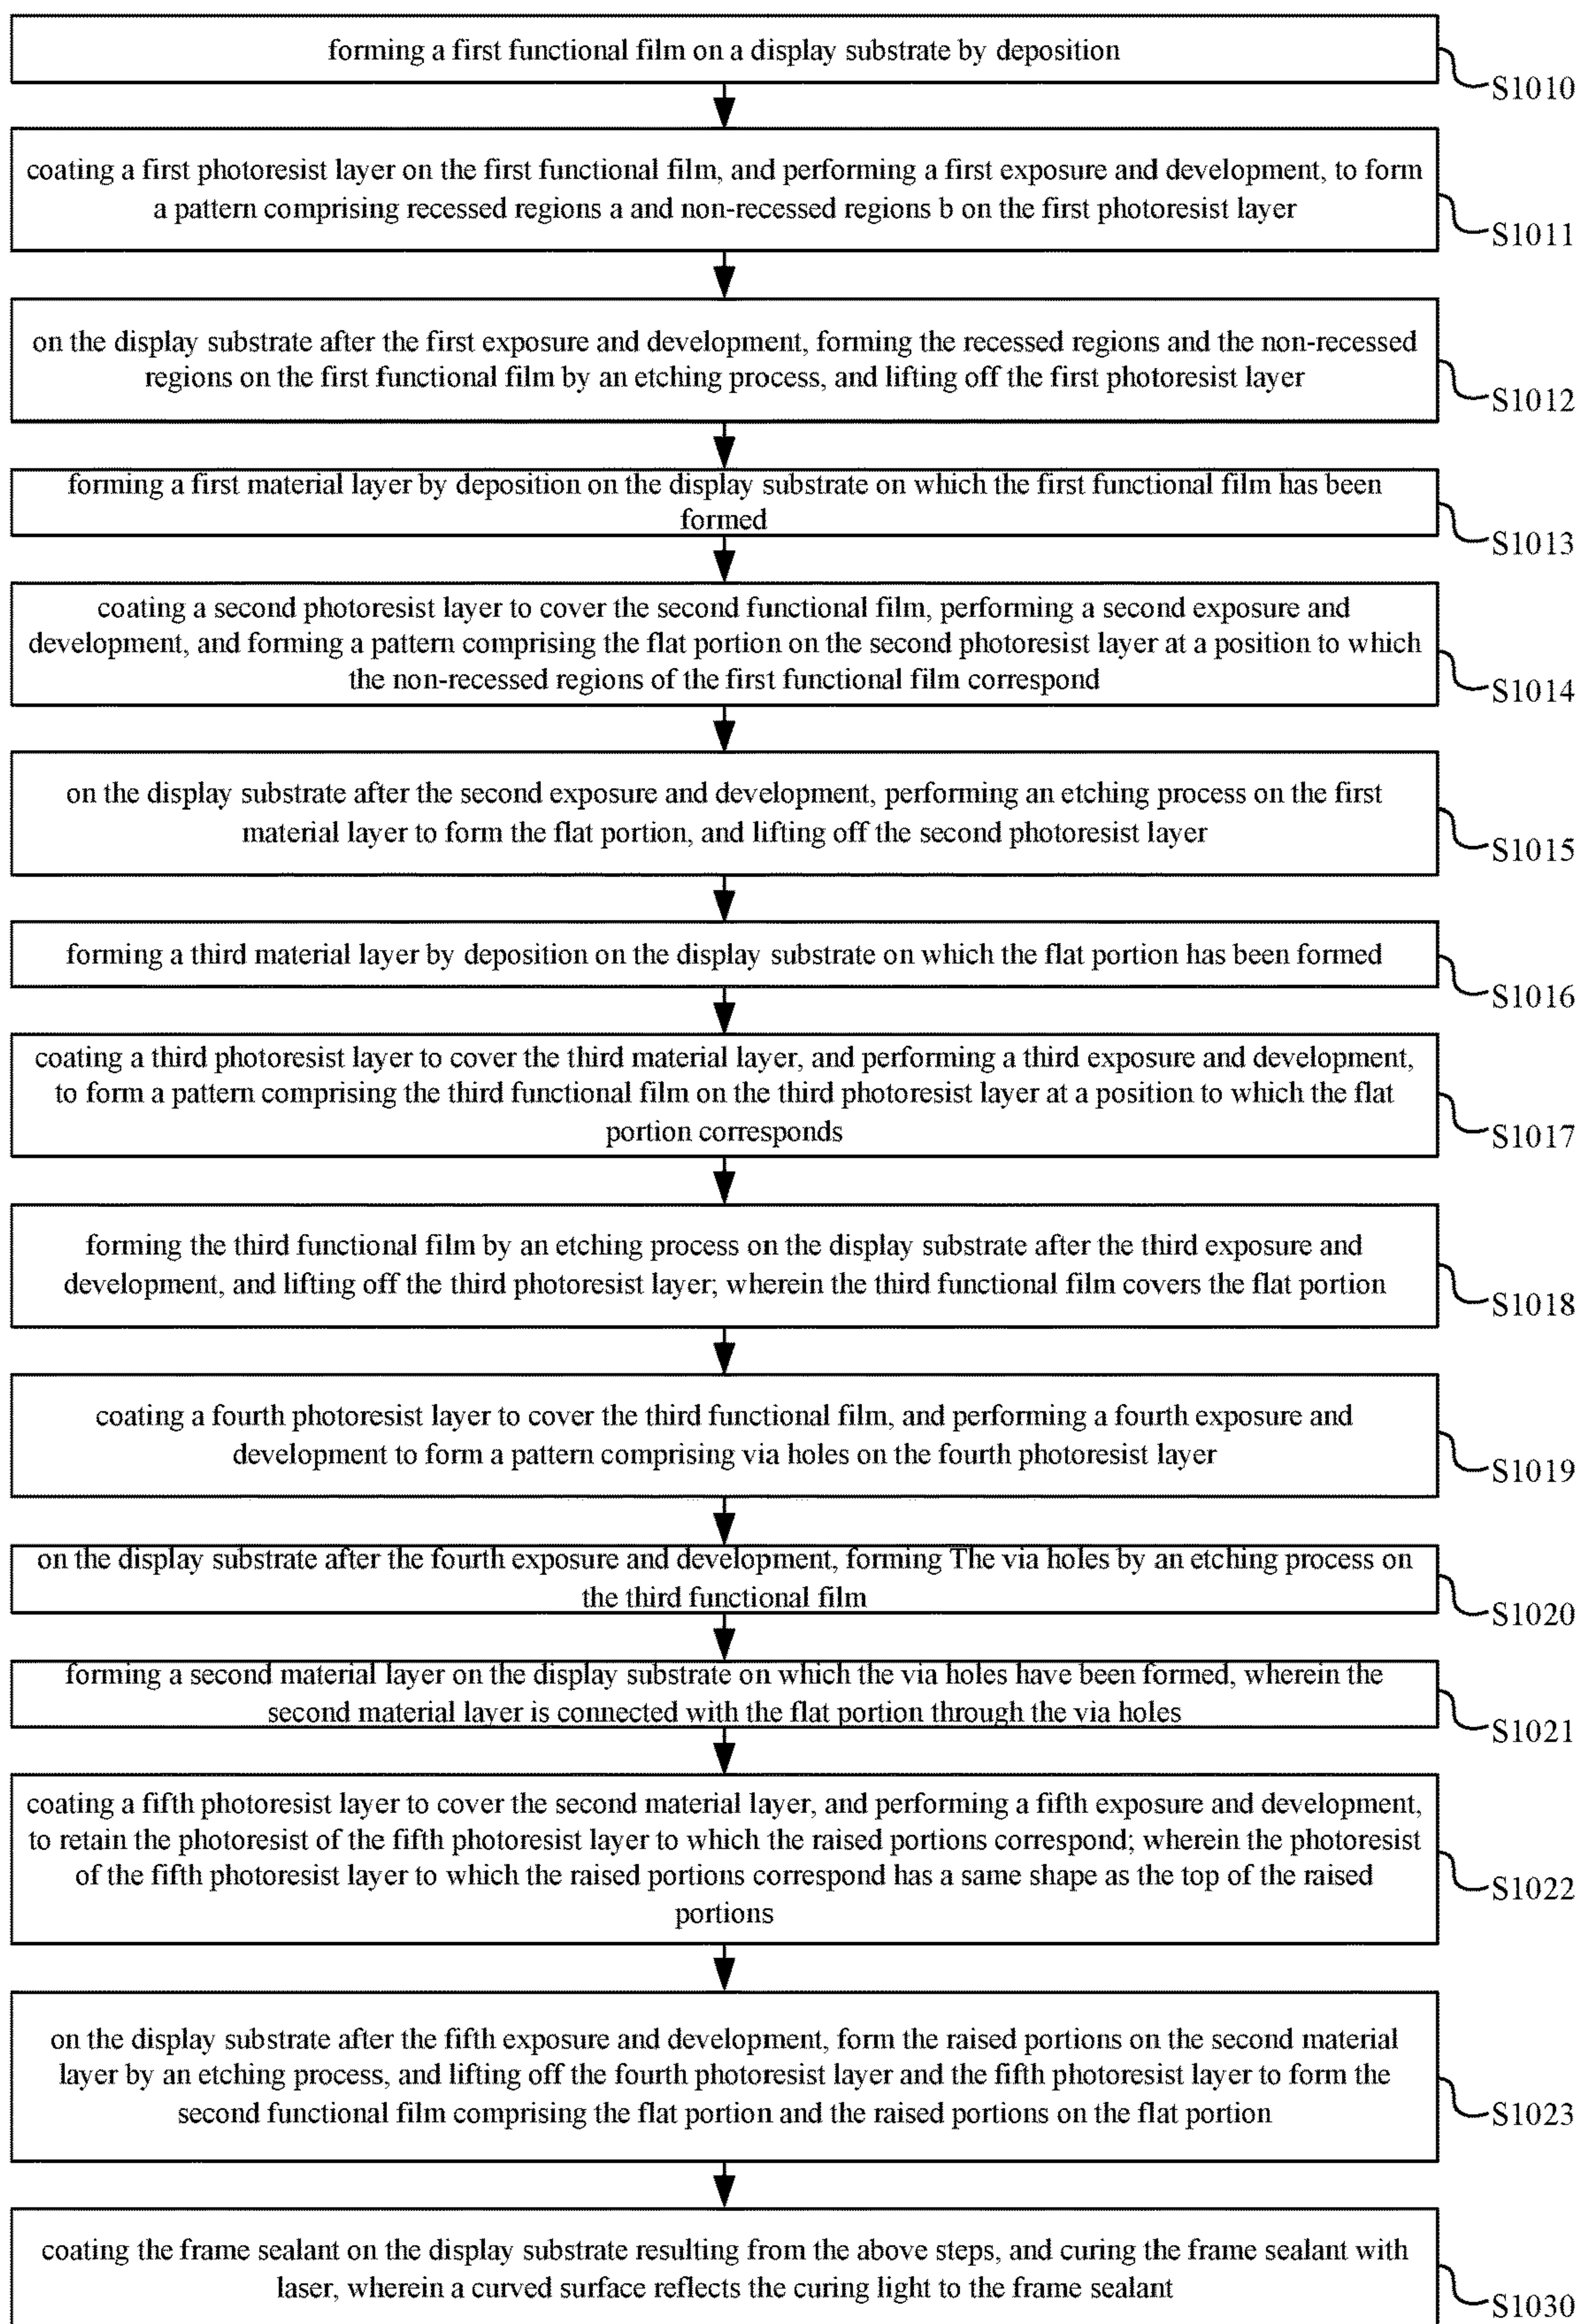 forming a first functional film on a display substrate by deposition
S1010
coating a first photoresist layer on the first functional film, and performing a first exposure and development, to form
a pattern comprising recessed regions a and non-recessed regions b on the first photoresist layer
S1011
on the display substrate after the first exposure and development, forming the recessed regions and the non-recessed
regions on the first functional film by an etching process, and lifting off the first photoresist layer
S1012
forming a first material layer by deposition on the display substrate on which the first functional film has been
formed
S1013
coating a second photoresist layer to cover the second functional film, performing a second exposure and
development, and forming a pattern comprising the flat portion on the second photoresist layer at a position to which
the non-recessed regions of the first functional film correspond
S1014
on the display substrate after the second exposure and development, performing an etching process on the first
material layer to form the flat portion, and lifting off the second photoresist layer
S1015
forming a third material layer by deposition on the display substrate on which the flat portion has been formed
S1016
coating a third photoresist layer to cover the third material layer, and performing a third exposure and development,
to form a pattern comprising the third functional film on the third photoresist layer at a position to which the flat
portion corresponds
S1017
forming the third functional film by an etching process on the display substrate after the third exposure and
development, and lifting off the third photoresist layer; wherein the third functional film covers the flat portion
S1018
coating a fourth photoresist layer to cover the third functional film, and performing a fourth exposure and
development to form a pattern comprising via holes on the fourth photoresist layer
S1019
on the display substrate after the fourth exposure and development, forming The via holes by an etching process on
the third functional film
S1020
forming a second material layer on the display substrate on which the via holes have been formed, wherein the
second material layer is connected with the flat portion through the via holes
S1021
coating a fifth photoresist layer to cover the second material layer, and performing a fifth exposure and development,
to retain the photoresist of the fifth photoresist layer to which the raised portions correspond; wherein the photoresist
of the fifth photoresist layer to which the raised portions correspond has a same shape as the top of the raised
portions
S1022
on the display substrate after the fifth exposure and development, form the raised portions on the second material
layer by an etching process, and lifting off the fourth photoresist layer and the fifth photoresist layer to form the
second functional film comprising the flat portion and the raised portions on the flat portion
S1023
coating the frame sealant on the display substrate resulting from the above steps, and curing the frame sealant with
laser, wherein a curved surface reflects the curing light to the frame sealant
S1030